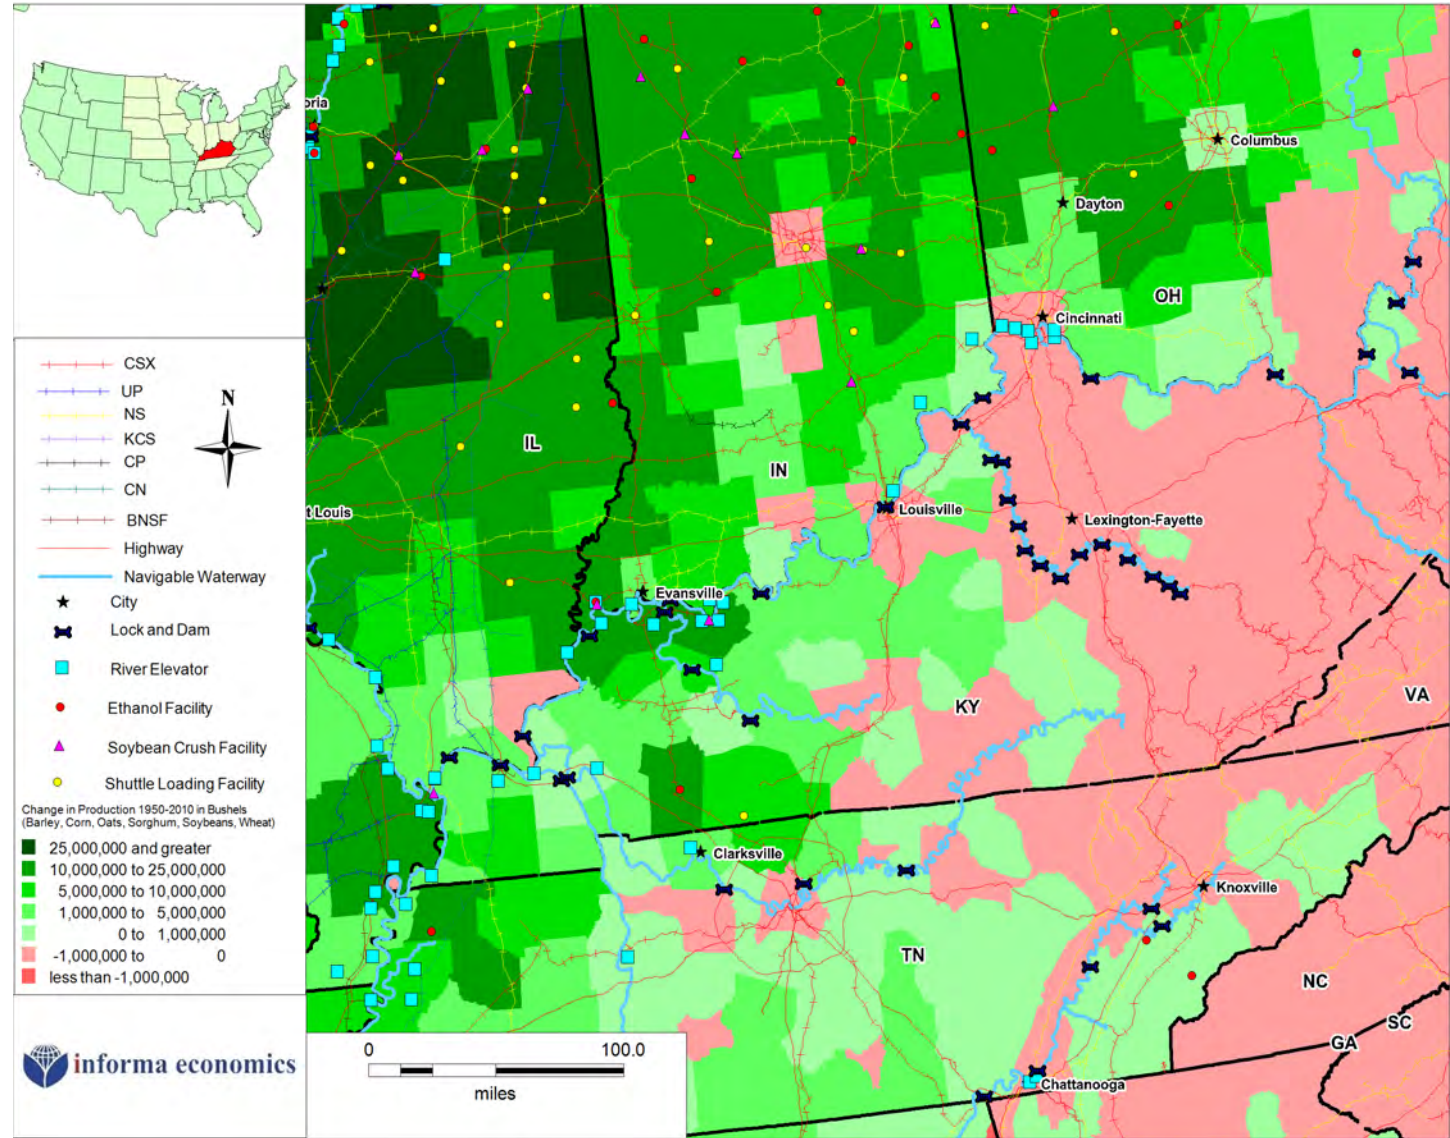 oria
Columbus
Dayton
OH
Cincinnati
IL
IN
t Louis
Louisville
Lexington-Fayette
Evansville
KY
VA
Clarksville
Knoxville
TN
NC
SC
GA
Chattanooga
CSX
UP
NS
KCS
CP
CN
BNSF
Highway
Navigable Waterway
City
Lock and Dam
River Elevator
Ethanol Facility
Soybean Crush Facility
Shuttle Loading Facility
N
Change in Production 1950-2010 in Bushels
(Barley, Corn, Oats, Sorghum, Soybeans, Wheat)
25,000,000 and greater
10,000,000 to 25,000,000
5,000,000 to 10,000,000
1,000,000 to 5,000,000
0 to 1,000,000
-1,000,000 to 0
less than -1,000,000
informa economics
0 100.0
miles